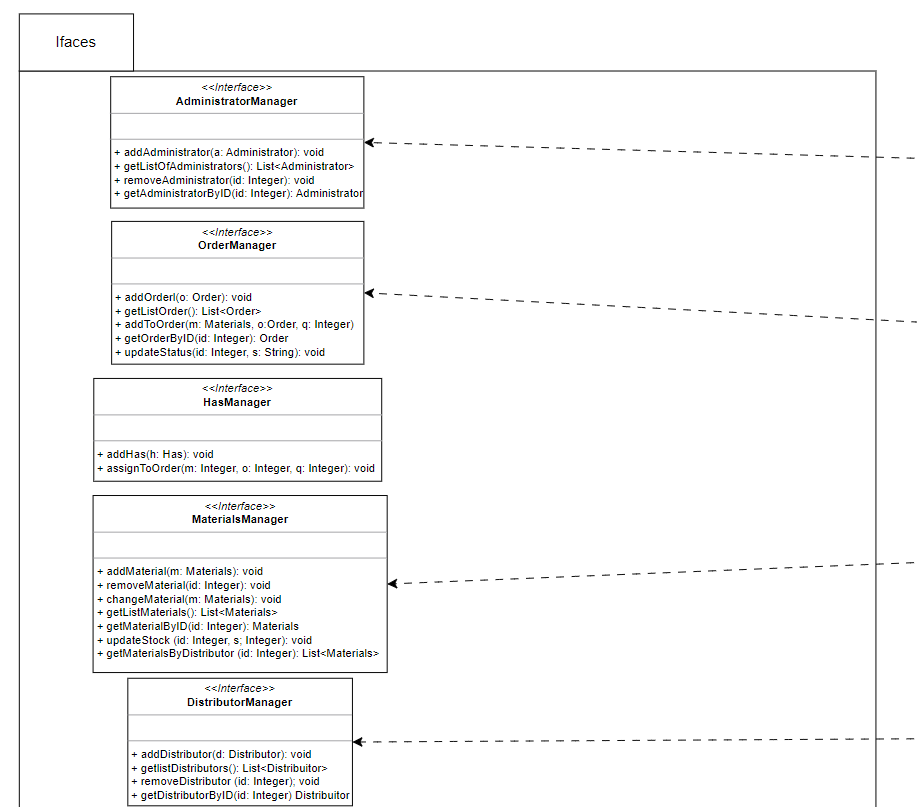 Ifaces
<<Interface>>
AdministratorManager
+ addAdministrator(a: Administrator): void
+ getListOfAdministrators(): List<Administrator>
+ removeAdministrator(id: Integer): void
+ getAdministratorByID(id: Integer): Administrator
<<Interface>>
OrderManager
+ addOrderI(o: Order): void
+ getListOrder(): List<Order>
+ addToOrder(m: Materials, o:Order, q: Integer)
+ getOrderByID(id: Integer): Order
+ updateStatus(id: Integer, s: String): void
<<Interface>>
HasManager
+ addHas(h: Has): void
+ assignToOrder(m: Integer, o: Integer, q: Integer): void
<<Interface>>
MaterialsManager
+ addMaterial(m: Materials): void
+ removeMaterial(id: Integer): void
+ changeMaterial(m: Materials): void
+ getListMaterials(): List<Materials>
+ getMaterialByID(id: Integer): Materials
+ updateStock (id: Integer, s; Integer): void
+ getMaterialsByDistributor (id: Integer): List<Materials>
<<Interface>>
DistributorManager
+ addDistributor(d: Distributor): void
+ getlistDistributors(): List<Distribuitor>
+ removeDistributor (id: Integer); void
+ getDistributorByID(id: Integer) Distribuitor